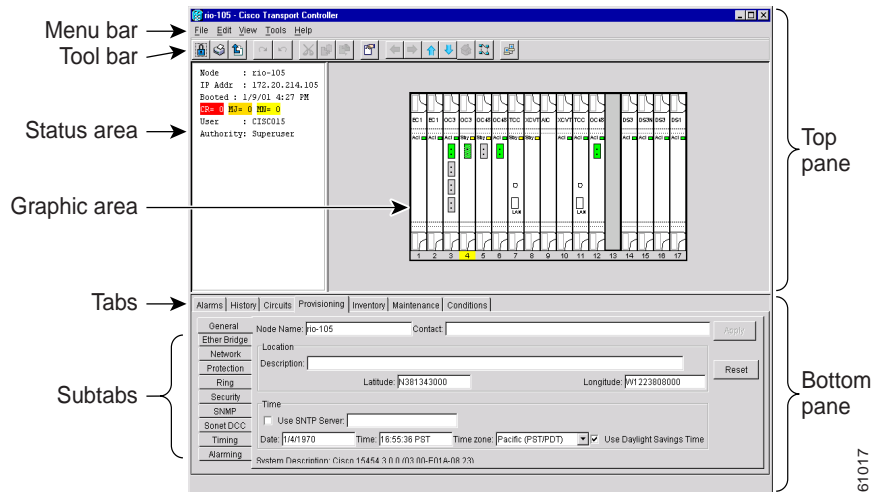 rio-105 - Cisco Transport Controller
Menu bar
File Edit View Tools Help
Tool bar
Node : rio-105
IP Addr : 172.20.214.105
Booted : 1/9/01 4:27 PM
CR= 0 MJ= 0 MN= 0
User : CISCO15
Authority: Superuser
Status area
EC1 EC1 OC3 OC3 OC48 OC48 TCC XCVT AIC XCVT TCC OC48 DS3 DS3N DS3 DS1
Top
pane
Graphic area
LAN LAN
1 2 3 4 5 6 7 8 9 10 11 12 13 14 15 16 17
Tabs
Alarms History Circuits Provisioning Inventory Maintenance Conditions
Subtabs
General
Ether Bridge
Network
Protection
Ring
Security
SNMP
Sonet DCC
Timing
Alarming
Node Name: rio-105 Contact: Apply
Location
Description: Reset
Latitude: N381343000 Longitude: W1223808000
Time
Use SNTP Server:
Date: 1/4/1970 Time: 16:55:36 PST Time zone: Pacific (PST/PDT) Use Daylight Savings Time
System Description: Cisco 15454 3.0.0 (03.00-E01A-08.23)
Bottom
pane
61017